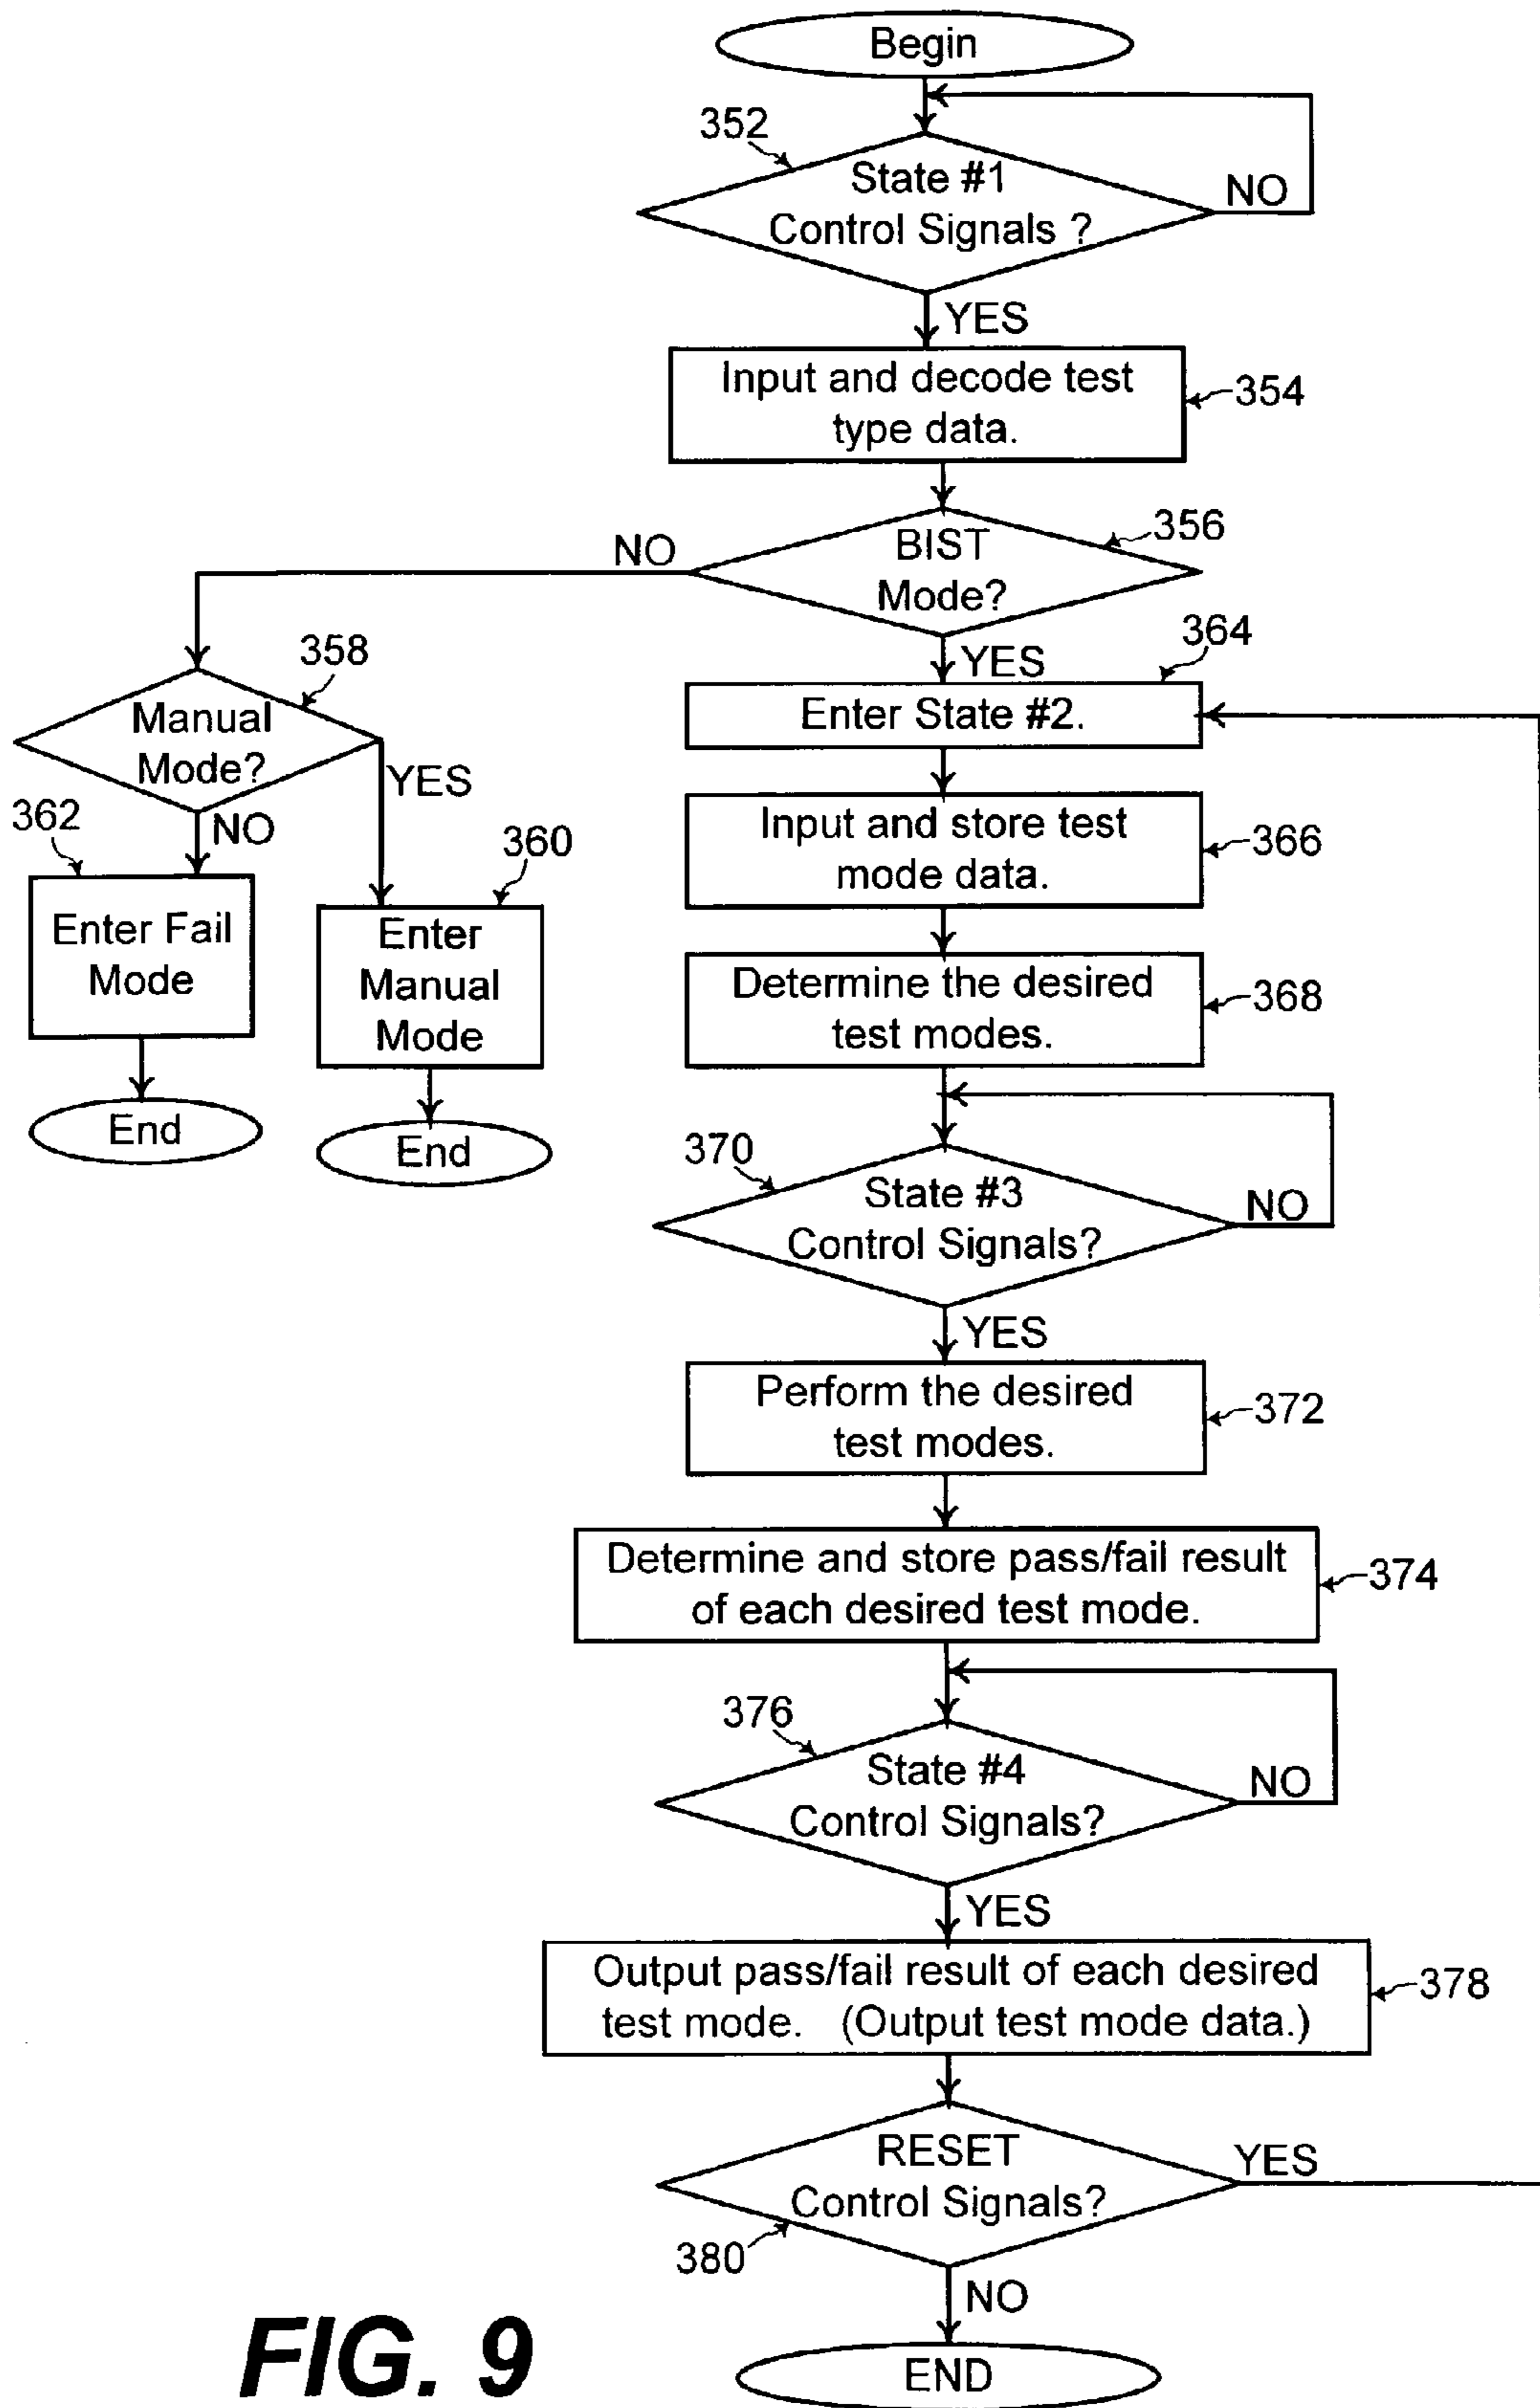 Begin
352
State #1
Control Signals ?
NO
YES
Input and decode test
type data.
354
BIST
Mode?
356
NO
YES
364
358
Manual
Mode?
YES
NO
362
360
Enter Fail
Mode
Enter
Manual
Mode
End
End
Enter State #2.
Input and store test
mode data.
366
Determine the desired
test modes.
368
370
State #3
Control Signals?
NO
YES
Perform the desired
test modes.
372
Determine and store pass/fail result
of each desired test mode.
374
376
State #4
Control Signals?
NO
YES
Output pass/fail result of each desired
test mode. (Output test mode data.)
378
RESET
Control Signals?
YES
380
NO
END
FIG. 9